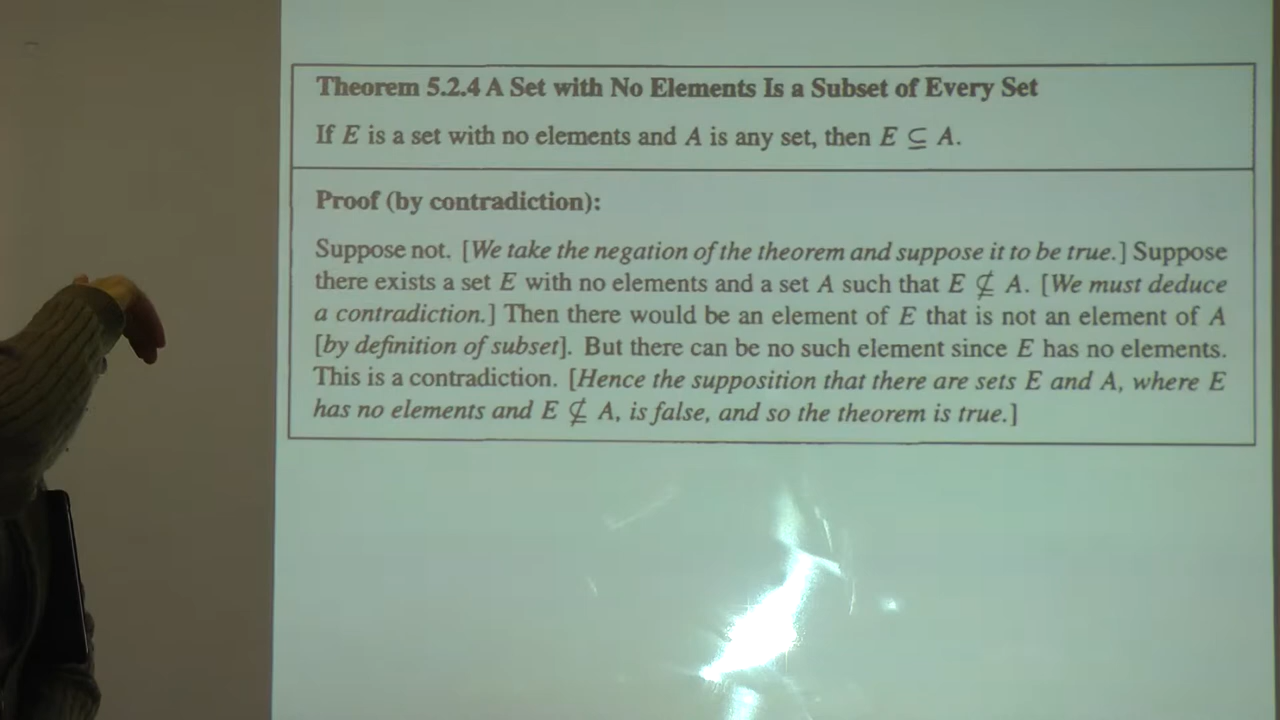 Theorem 5.2.4 A Set with No Elements Is a Subset of Every Set
If E is a set with no elements and A is any set, then E ⊆ A.
Proof (by contradiction):
Suppose not. [We take the negation of the theorem and suppose it to be true.] Suppose
there exists a set E with no elements and a set A such that E ⊈ A. [We must deduce
a contradiction.] Then there would be an element of E that is not an element of A
[by definition of subset]. But there can be no such element since E has no elements.
This is a contradiction. [Hence the supposition that there are sets E and A, where E
has no elements and E ⊈ A, is false, and so the theorem is true.]